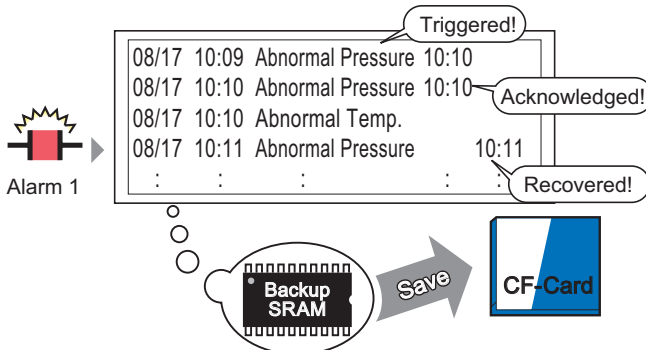 Triggered!
08/17 10:09 Abnormal Pressure 10:10
08/17 10:10 Abnormal Pressure 10:10
Acknowledged!
08/17 10:10 Abnormal Temp.
08/17 10:11 Abnormal Pressure 10:11
: : : : :
Recovered!
Alarm 1
Backup
SRAM
Save
CF-Card